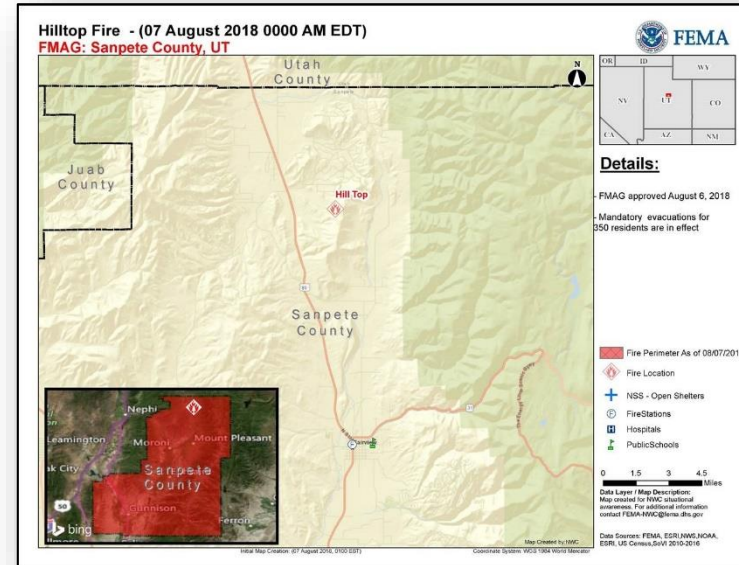 Hilltop Fire - (07 August 2018 0000 AM EDT)
FMAG: Sanpete County, UT
FEMA
Utah
County
N
Juab
County
Hill Top
Sanpete
County
OR
ID
WY
NV
UT
CO
CA
AZ
NM
Details:
- FMAG approved August 6, 2018
- Mandatory evacuations for
350 residents are in effect
Fire Perimeter As of 08/07/201
Fire Location
NSS - Open Shelters
FireStations
Hospitals
PublicSchools
0 1.5 3 4.5
Miles
Data Layer / Map Description:
Map created for NWC situational
awareness. For additional information
contact FEMA-NWC@fema.dhs.gov
Data Sources: FEMA, ESRI,NWS,NOAA,
ESRI, US Census,SoVI 2010-2016
Nephi
Leamington
Moroni
Mount Pleasant
ak City
Sanpete
County
50
Gunnison
Ferron
bing
Map Created by NWC
Initial Map Creation: (07 August, 0100 EST)
Coordinate System: WGS 1984 World Mercator